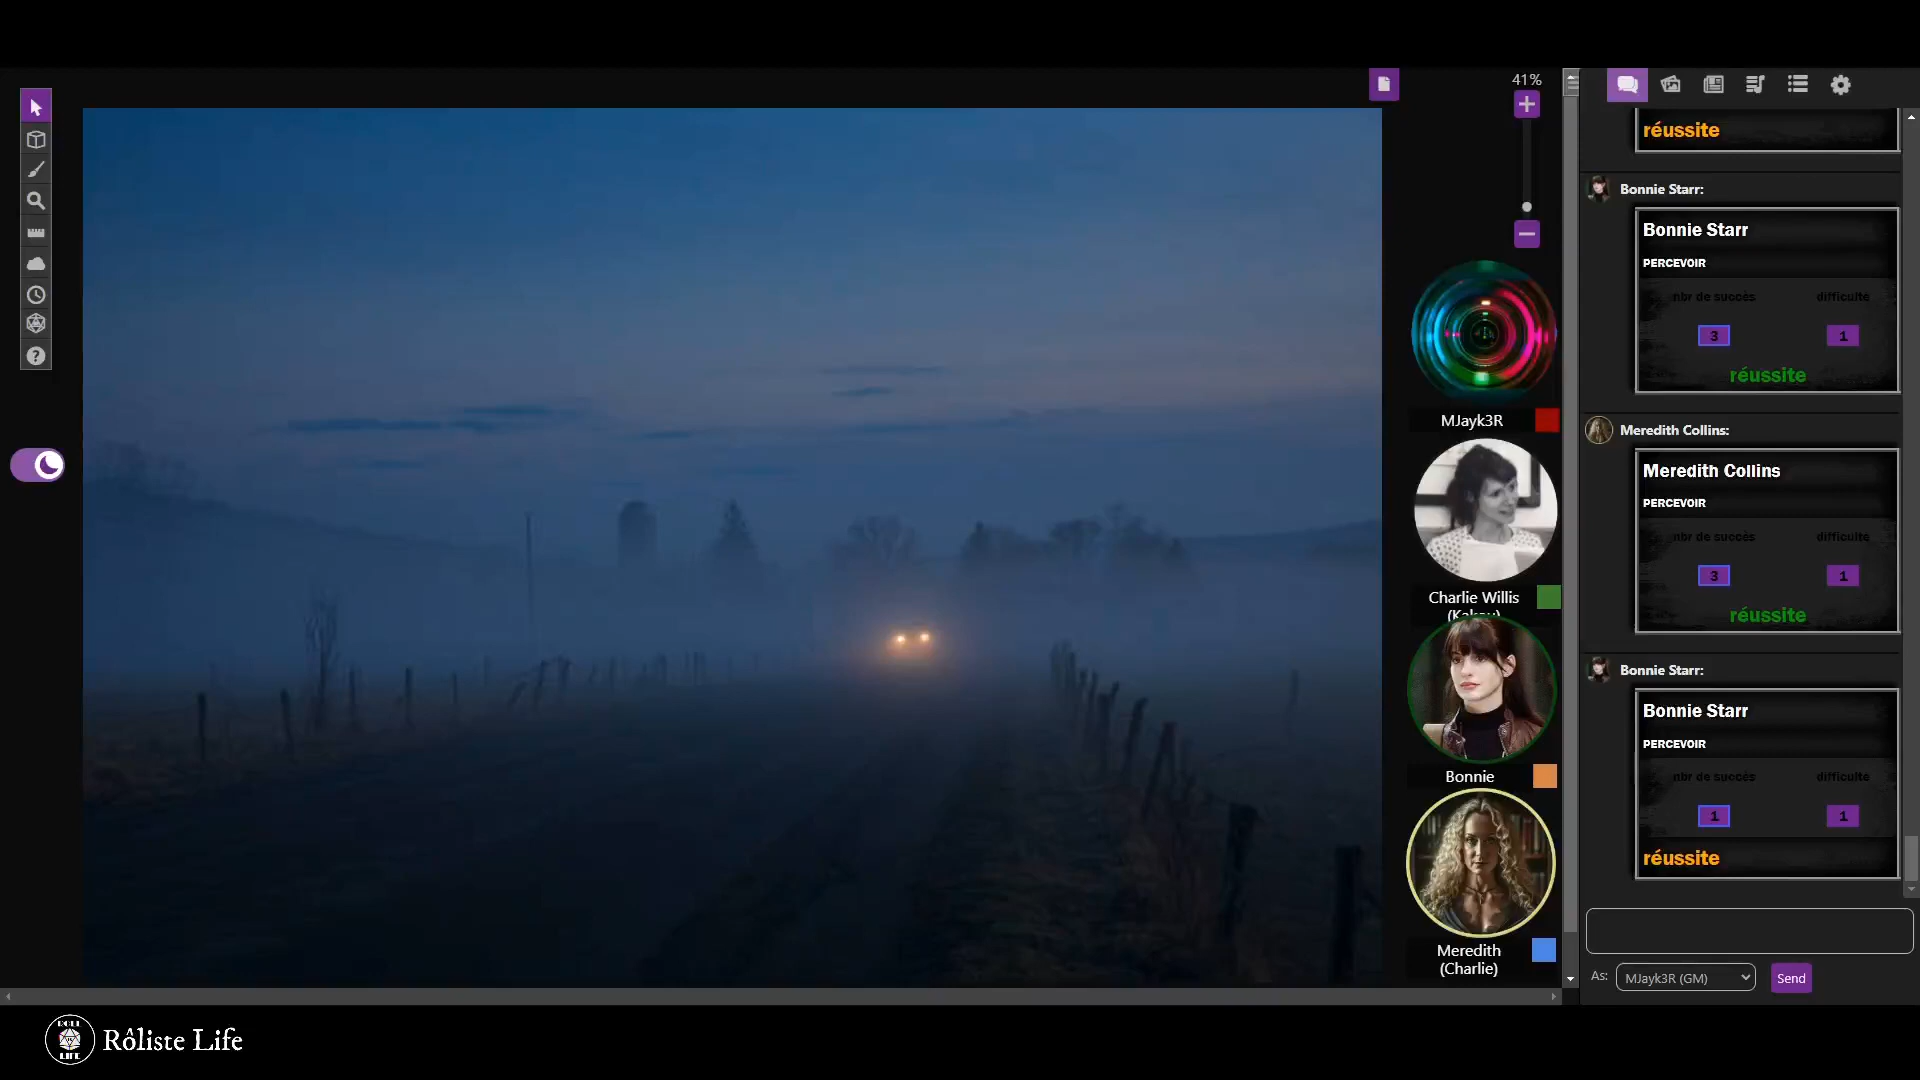 41%
réussite
Bonnie Starr:
Bonnie Starr
PERCEVOIR
nbr de succès
difficulté
3
1
réussite
Meredith Collins:
Meredith Collins
PERCEVOIR
nbr de succès
difficulté
3
1
réussite
Bonnie Starr:
Bonnie Starr
PERCEVOIR
nbr de succès
difficulté
1
1
réussite
MJayk3R
Charlie Willis
Bonnie
Meredith
(Charlie)
As:
MJayk3R (GM)
Send
ROLL
LIFE
Rôliste Life